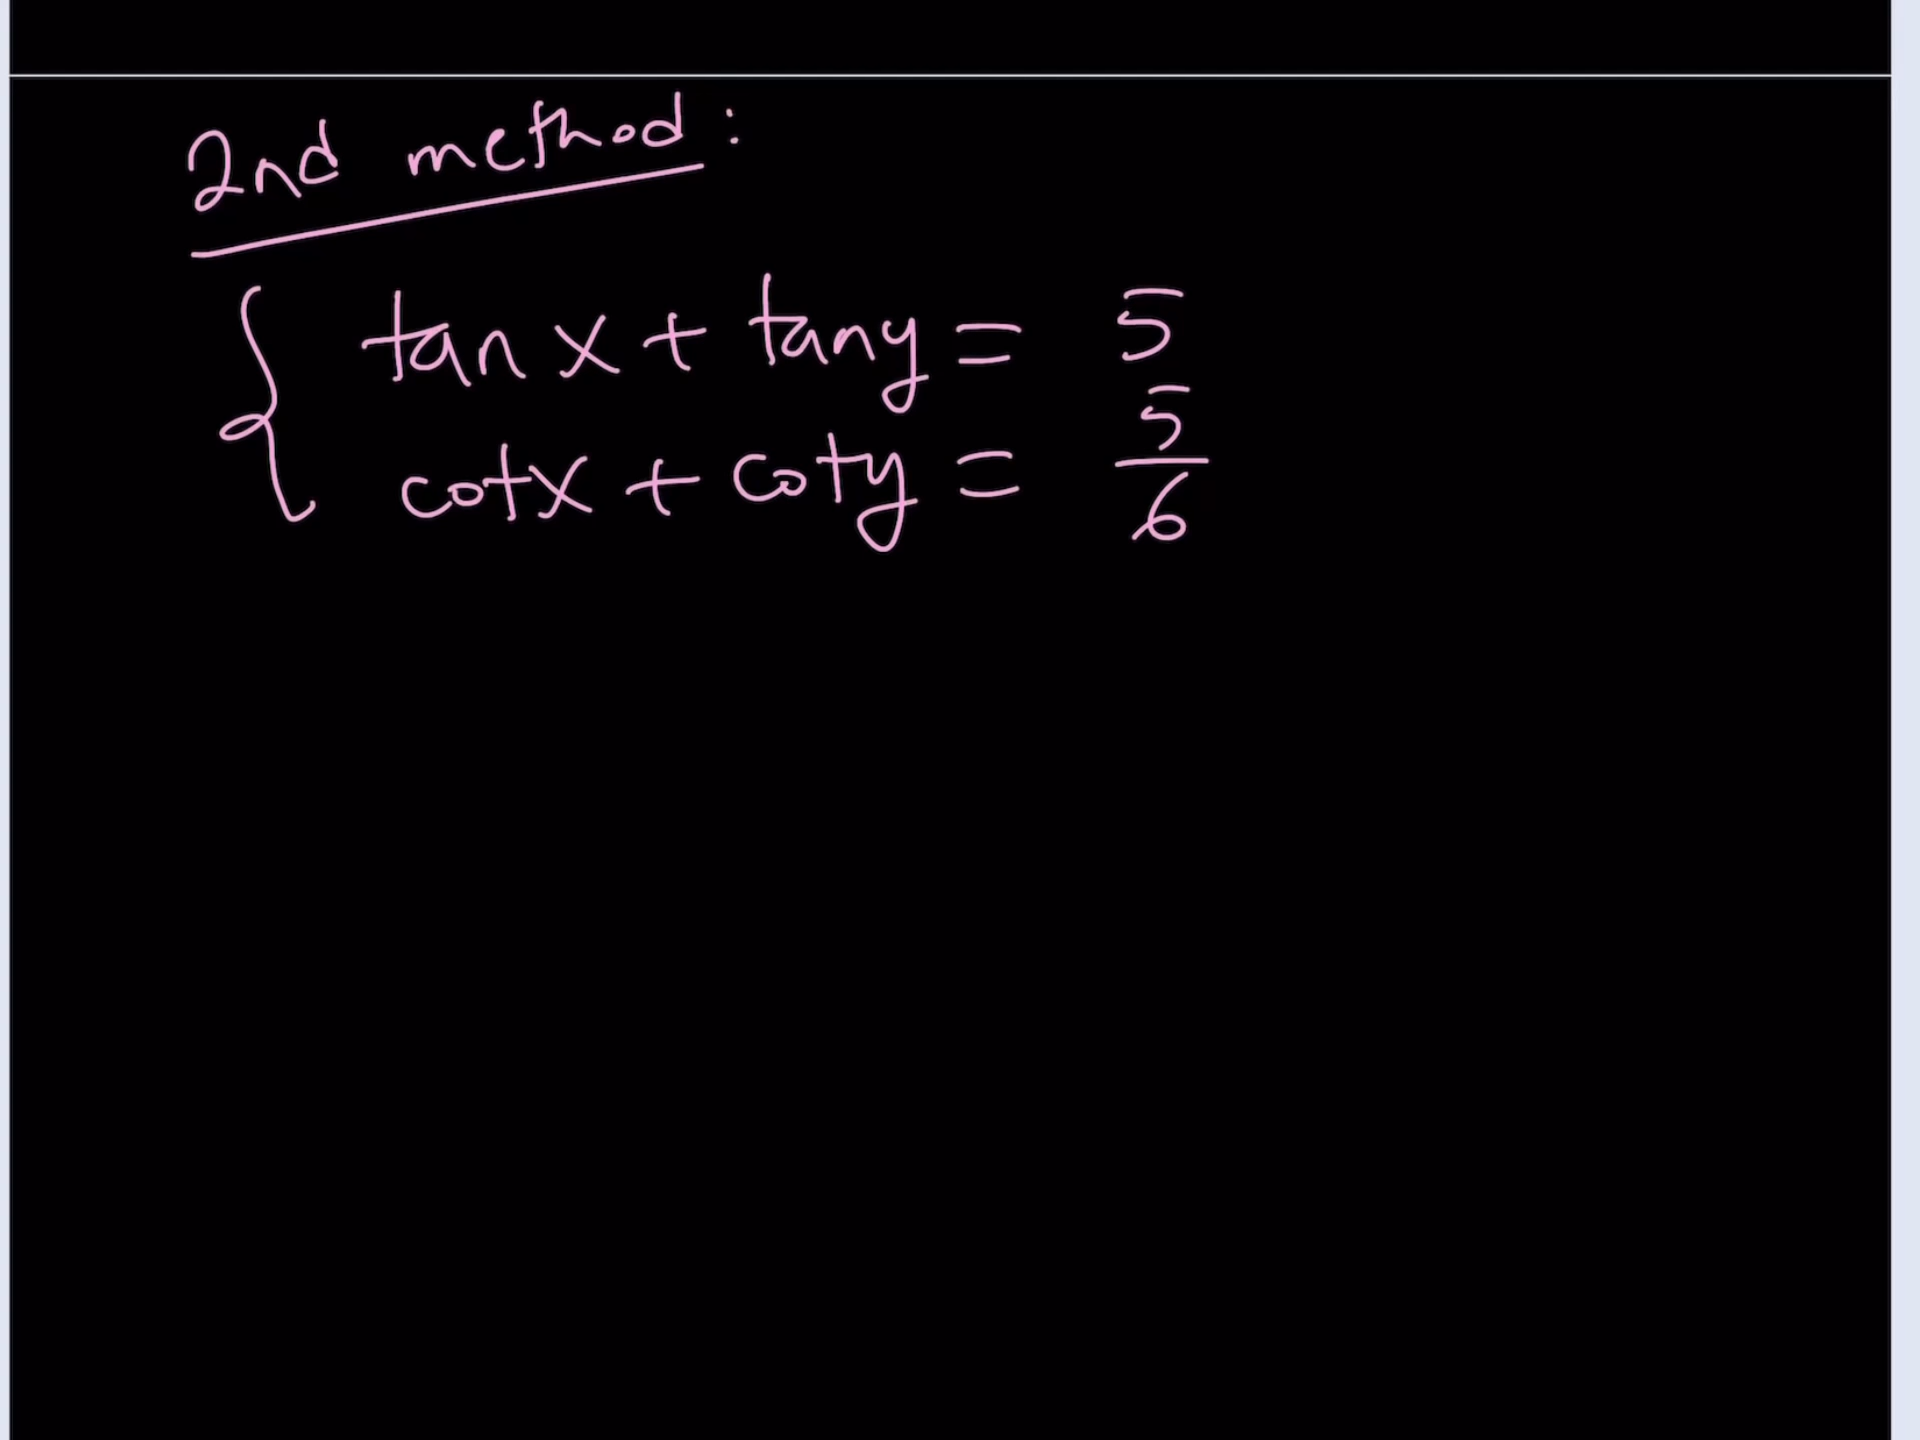 2nd method:
tan x + tan y = 5
cot x + cot y = 5/6